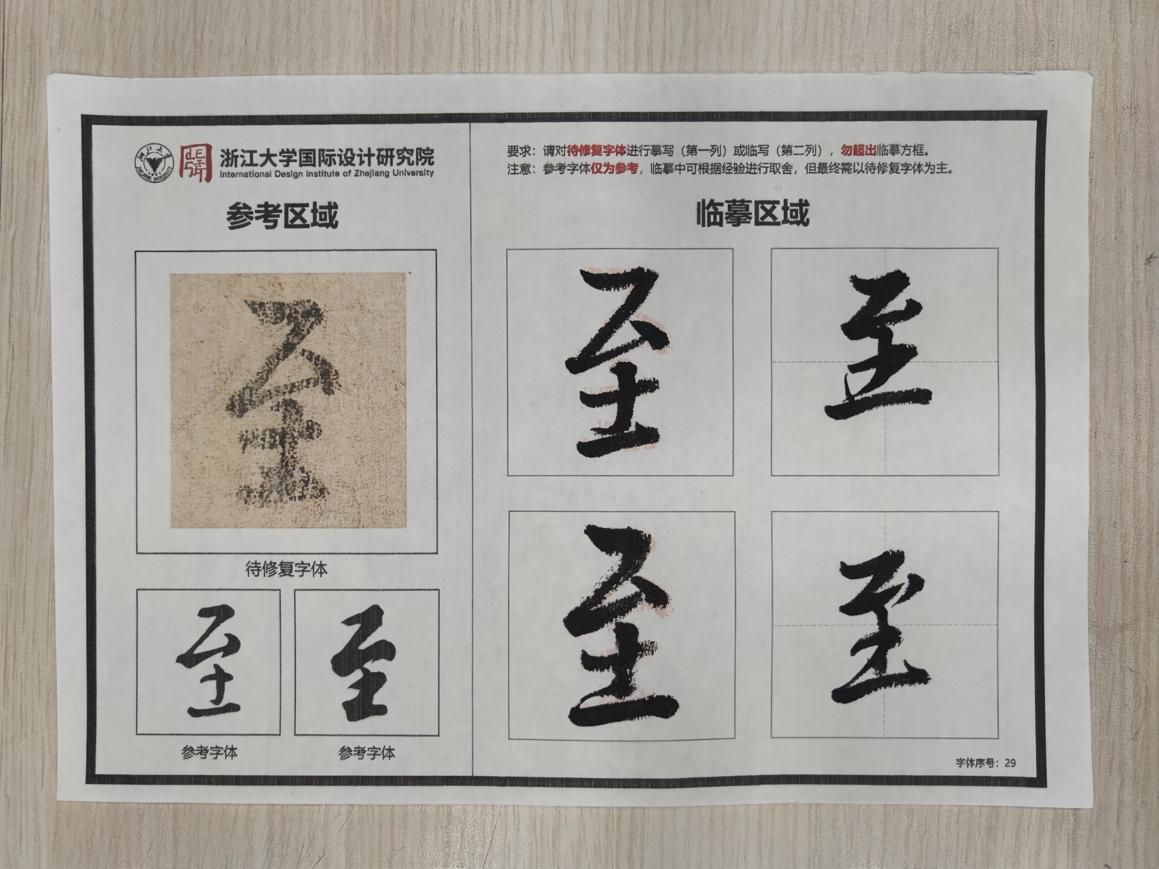 浙江大学国际设计研究院
International Design Institute of Zhejiang University
参考区域
至
待修复字体
至 至
参考字体 参考字体
要求：请对待修复字体进行摹写（第一列）或临写（第二列），勿超出临摹方框。
注意：参考字体仅为参考，临摹中可根据经验进行取舍，但最终需以待修复字体为主。
临摹区域
至 至
至 至
字体序号：29